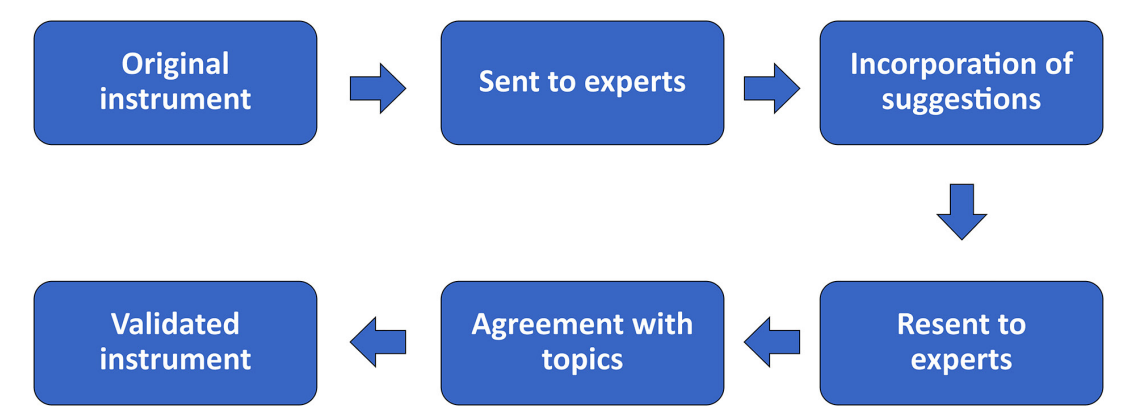 Original
instrument
Sent to experts
Incorporation of
suggestions
Resent to
experts
Agreement with
topics
Validated
instrument